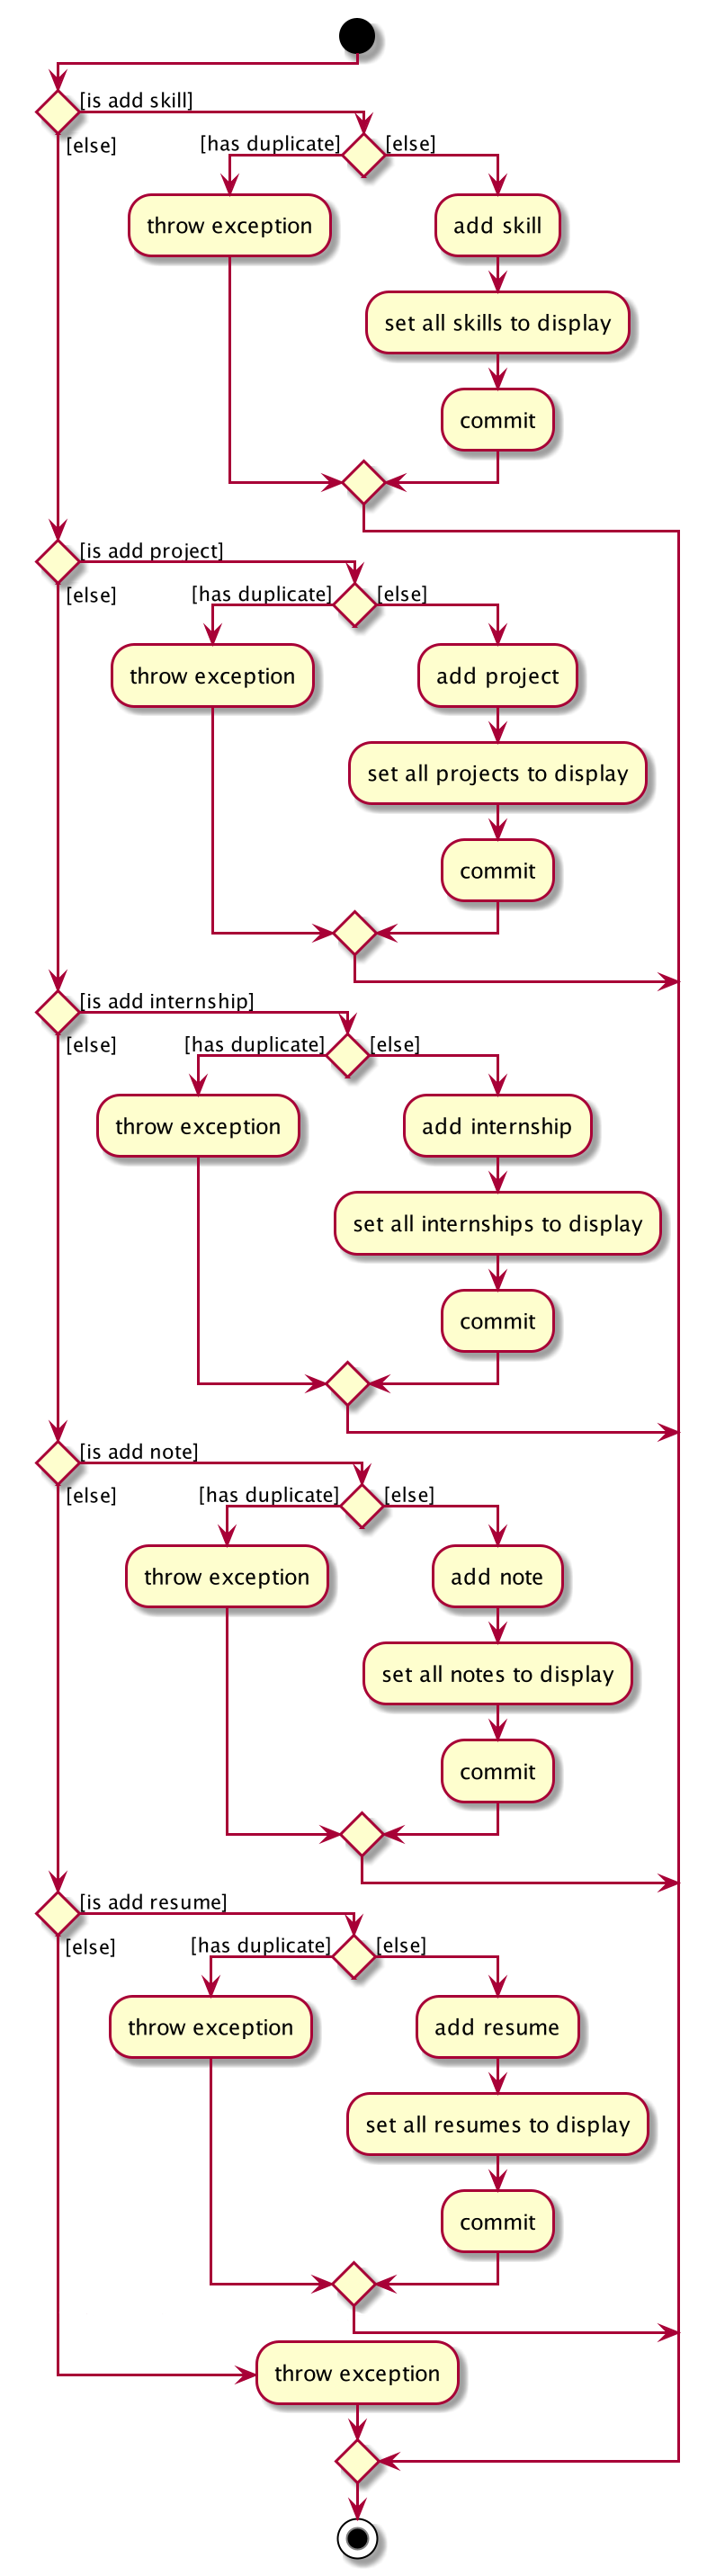 [is add skill]
[else]
[has duplicate]
[else]
throw exception
add skill
set all skills to display
commit
[is add project]
[else]
[has duplicate]
[else]
throw exception
add project
set all projects to display
commit
[is add internship]
[else]
[has duplicate]
[else]
throw exception
add internship
set all internships to display
commit
[is add note]
[else]
[has duplicate]
[else]
throw exception
add note
set all notes to display
commit
[is add resume]
[else]
[has duplicate]
[else]
throw exception
add resume
set all resumes to display
commit
throw exception